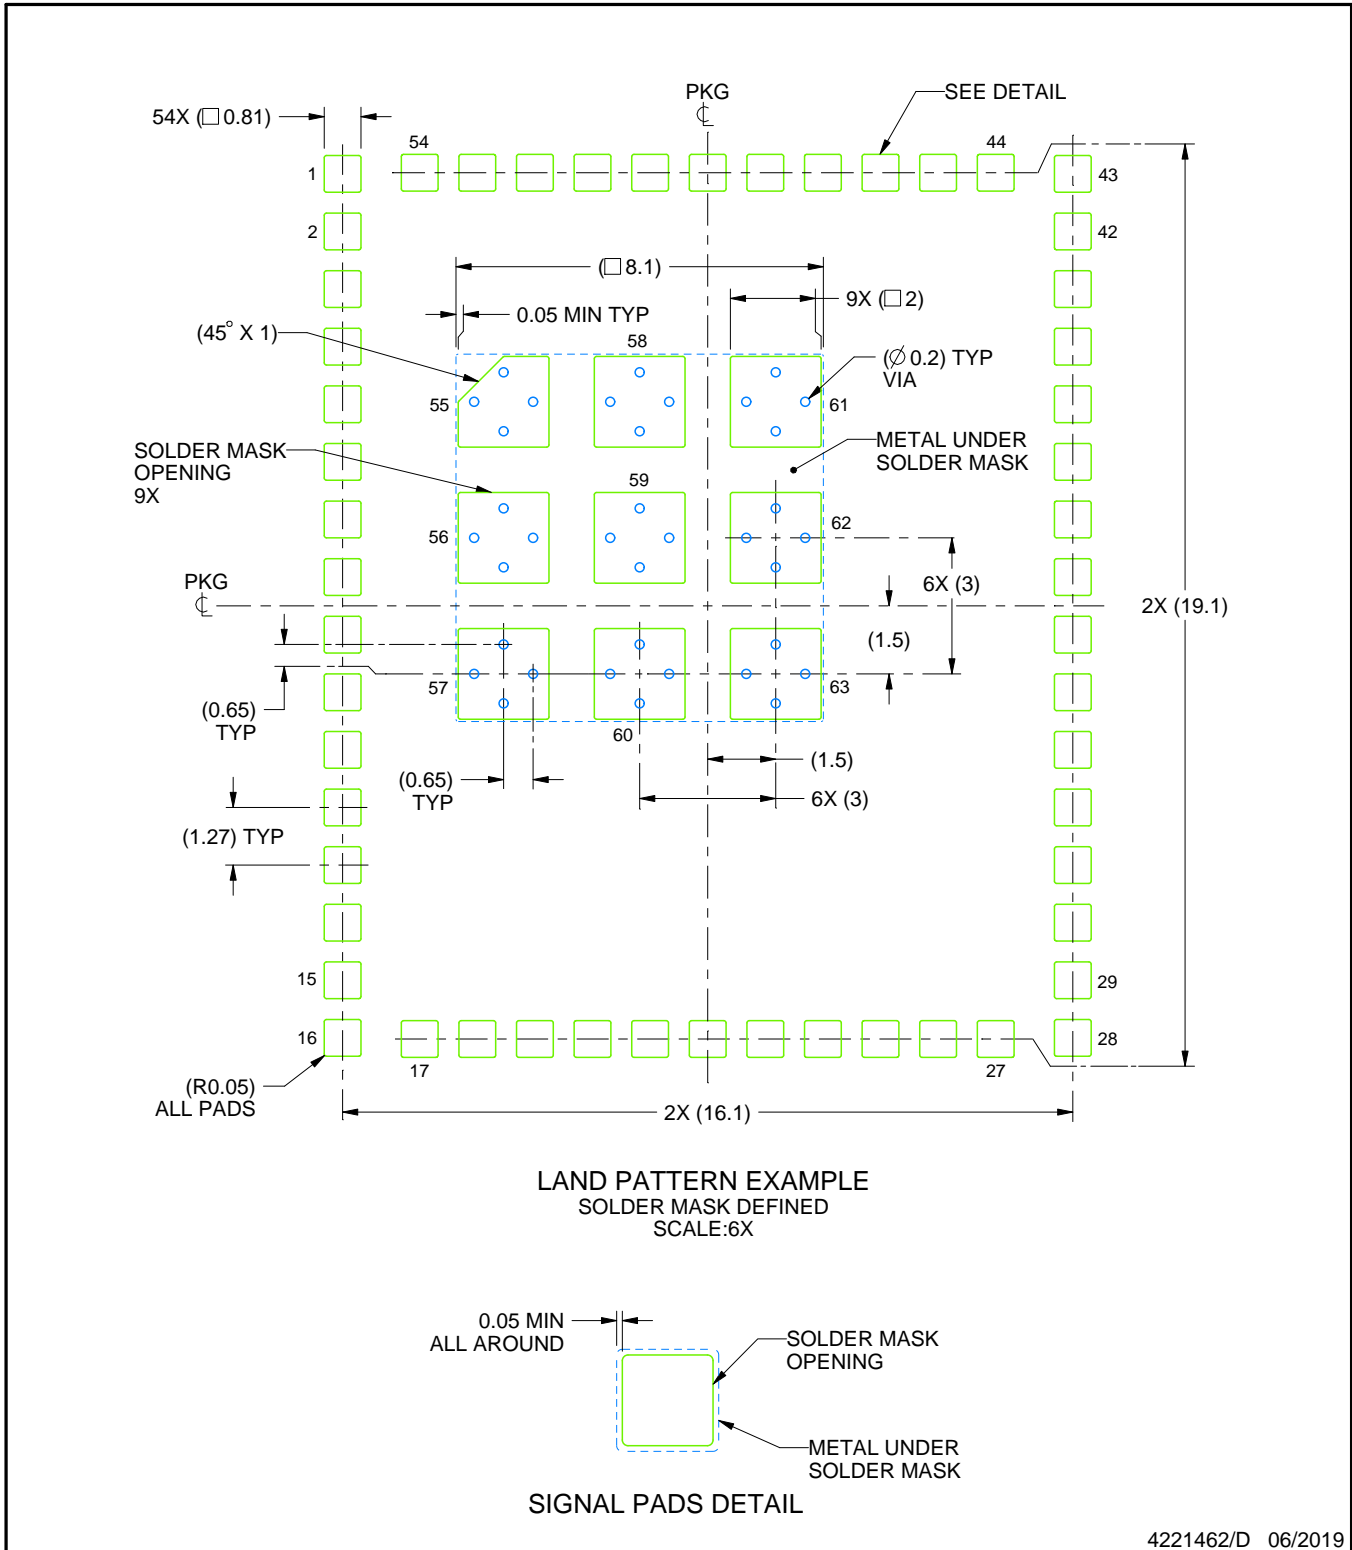 PKG
SEE DETAIL
54X (□ 0.81)
54
44
1
43
2
42
(□ 8.1)
9X (□ 2)
0.05 MIN TYP
(45° X 1)
58
(∅ 0.2) TYP
VIA
55
61
METAL UNDER
SOLDER MASK
SOLDER MASK
OPENING
9X
59
56
62
PKG
6X (3)
2X (19.1)
(1.5)
57
63
(0.65)
TYP
60
(1.5)
(0.65)
TYP
6X (3)
(1.27) TYP
15
29
16
28
17
27
(R0.05)
ALL PADS
2X (16.1)
LAND PATTERN EXAMPLE
SOLDER MASK DEFINED
SCALE:6X
0.05 MIN
ALL AROUND
SOLDER MASK
OPENING
METAL UNDER
SOLDER MASK
SIGNAL PADS DETAIL
4221462/D 06/2019